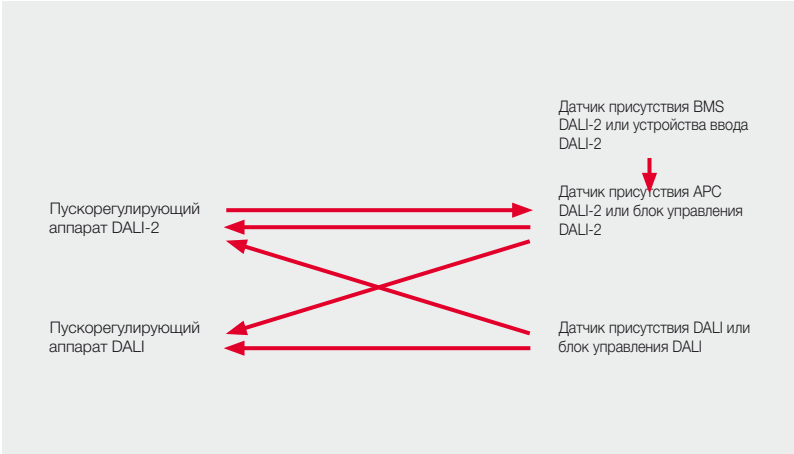 Датчик присутствия BMS
DALI-2 или устройства ввода
DALI-2
Датчик присутствия APC
DALI-2 или блок управления
DALI-2
Пускорегулирующий
аппарат DALI-2
Пускорегулирующий
аппарат DALI
Датчик присутствия DALI или
блок управления DALI